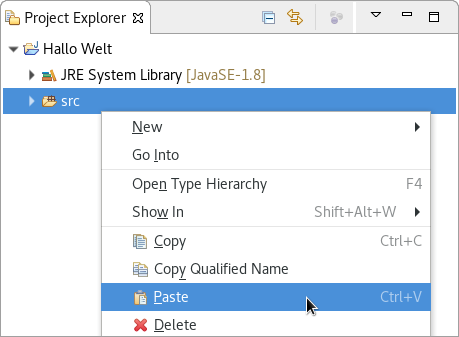 Project Explorer
Hallo Welt
JRE System Library [JavaSE-1.8]
src
New
Go Into
Open Type Hierarchy F4
Show In Shift+Alt+W
Copy Ctrl+C
Copy Qualified Name
Paste Ctrl+V
Delete